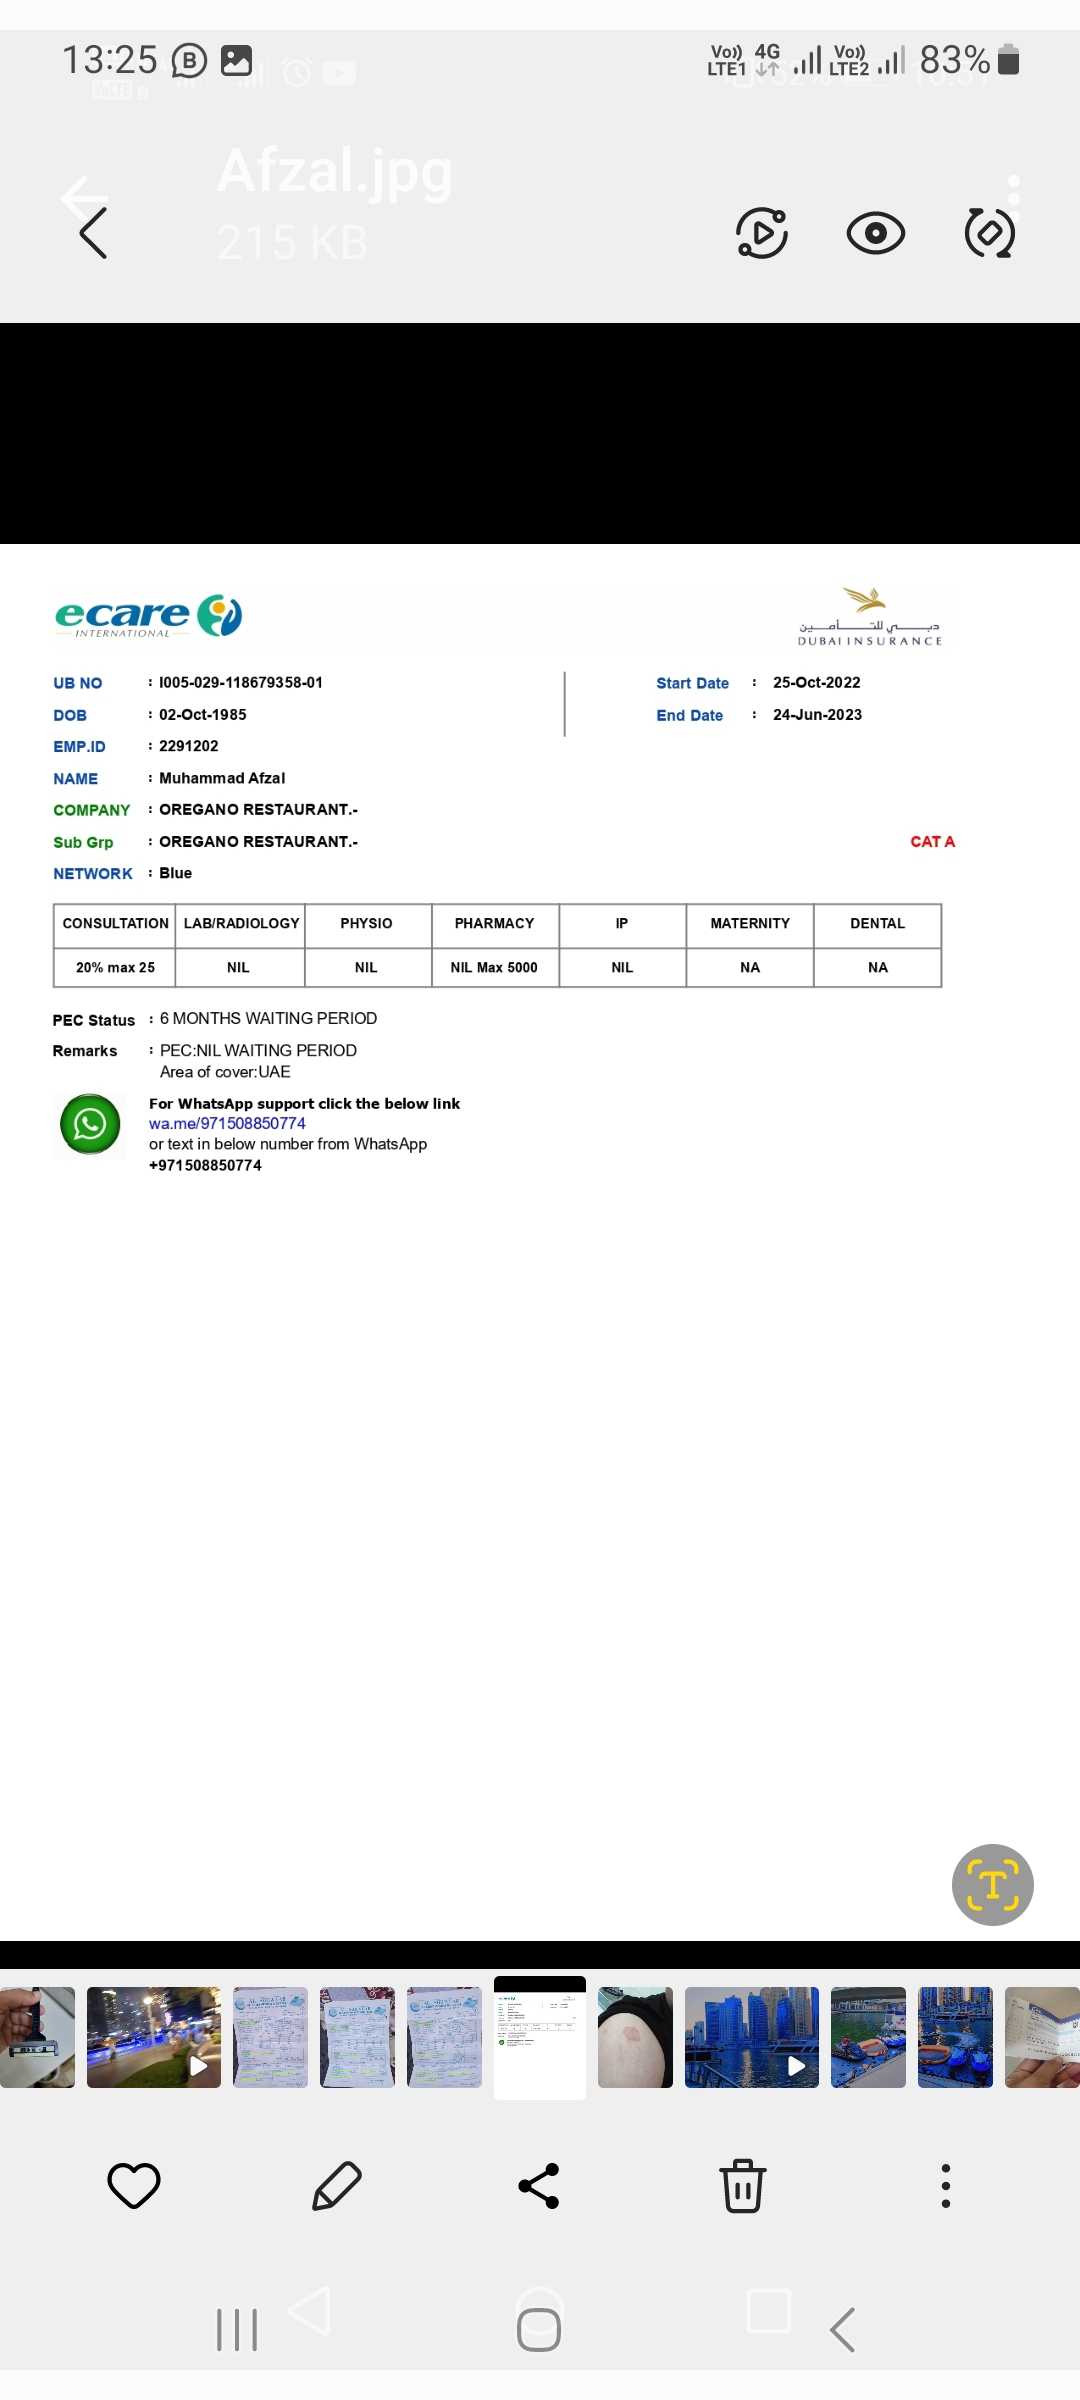 13:25
Vo)) 4G
LTE1
Vo))
LTE2
83%
Afzal.jpg
215 KB
ecare
INTERNATIONAL
دبـــي للتـــــأميـــن
DUBAI INSURANCE
UB NO : I005-029-118679358-01
Start Date : 25-Oct-2022
DOB : 02-Oct-1985
End Date : 24-Jun-2023
EMP.ID : 2291202
NAME : Muhammad Afzal
COMPANY : OREGANO RESTAURANT.-
Sub Grp : OREGANO RESTAURANT.-
CAT A
NETWORK : Blue
CONSULTATION LAB/RADIOLOGY PHYSIO PHARMACY IP MATERNITY DENTAL
20% max 25 NIL NIL NIL Max 5000 NIL NA NA
PEC Status : 6 MONTHS WAITING PERIOD
Remarks : PEC:NIL WAITING PERIOD
Area of cover:UAE
For WhatsApp support click the below link
wa.me/971508850774
or text in below number from WhatsApp
+971508850774